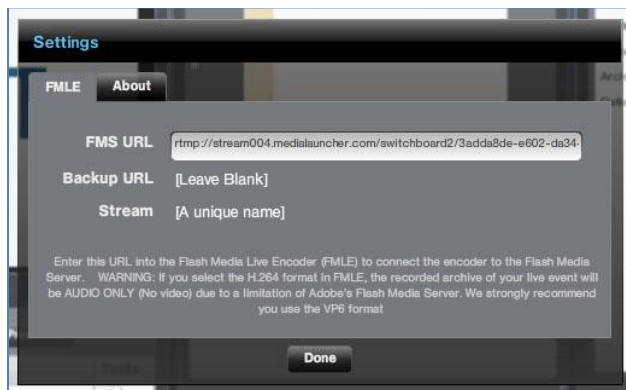 Settings
FMLE About
FMS URL rtmp://stream004.medialauncher.com/switchboard2/3adda8de-e602-da34-
Backup URL [Leave Blank]
Stream [A unique name]
Enter this URL into the Flash Media Live Encoder (FMLE) to connect the encoder to the Flash Media
Server. WARNING: If you select the H.264 format in FMLE, the recorded archive of your live event will
be AUDIO ONLY (No video) due to a limitation of Adobe's Flash Media Server. We strongly recommend
you use the VP6 format
Done